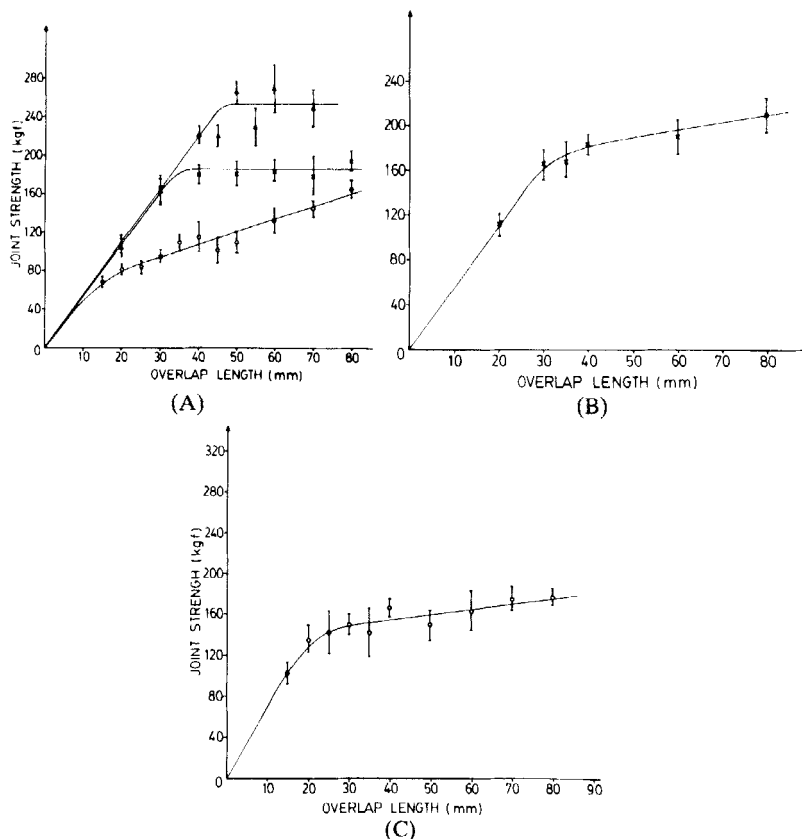 280
240
200
160
120
80
40
0
JOINT STRENGTH (kgf)
10 20 30 40 50 60 70 80
OVERLAP LENGTH (mm)
(A)
240
200
160
120
80
40
0
10 20 30 40 50 60 70 80
OVERLAP LENGTH (mm)
(B)
320
280
240
200
160
120
80
40
0
JOINT STRENGH (kgf)
10 20 30 40 50 60 70 80 90
OVERLAP LENGTH (mm)
(C)